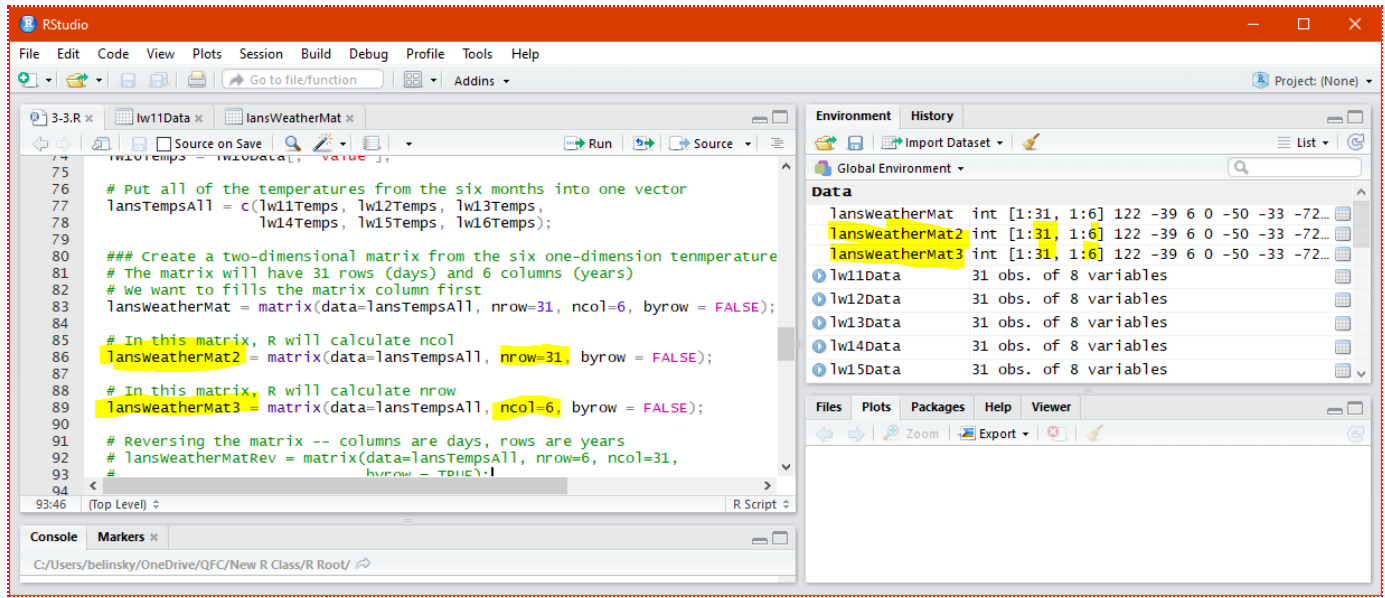 RStudio
File Edit Code View Plots Session Build Debug Profile Tools Help
Go to file/function Addins Project: (None)
3-3.R lw11Data lansWeatherMat
Source on Save Run Source
74 lw16Temps = lw16Data[, "value"];
75
76 # Put all of the temperatures from the six months into one vector
77 lansTempsAll = c(lw11Temps, lw12Temps, lw13Temps,
78 lw14Temps, lw15Temps, lw16Temps);
79
80 ### Create a two-dimensional matrix from the six one-dimension tenmperature
81 # The matrix will have 31 rows (days) and 6 columns (years)
82 # We want to fills the matrix column first
83 lansWeatherMat = matrix(data=lansTempsAll, nrow=31, ncol=6, byrow = FALSE);
84
85 # In this matrix, R will calculate ncol
86 lansWeatherMat2 = matrix(data=lansTempsAll, nrow=31, byrow = FALSE);
87
88 # In this matrix, R will calculate nrow
89 lansWeatherMat3 = matrix(data=lansTempsAll, ncol=6, byrow = FALSE);
90
91 # Reversing the matrix -- columns are days, rows are years
92 # lansWeatherMatRev = matrix(data=lansTempsAll, nrow=6, ncol=31,
93 # byrow = TRUE);
94
93:46 (Top Level) R Script
Console Markers
C:/Users/belinsky/OneDrive/QFC/New R Class/R Root/
Environment History
Import Dataset List
Global Environment
Data
lansWeatherMat int [1:31, 1:6] 122 -39 6 0 -50 -33 -72…
lansWeatherMat2 int [1:31, 1:6] 122 -39 6 0 -50 -33 -72…
lansWeatherMat3 int [1:31, 1:6] 122 -39 6 0 -50 -33 -72…
lw11Data 31 obs. of 8 variables
lw12Data 31 obs. of 8 variables
lw13Data 31 obs. of 8 variables
lw14Data 31 obs. of 8 variables
lw15Data 31 obs. of 8 variables
Files Plots Packages Help Viewer
Zoom Export